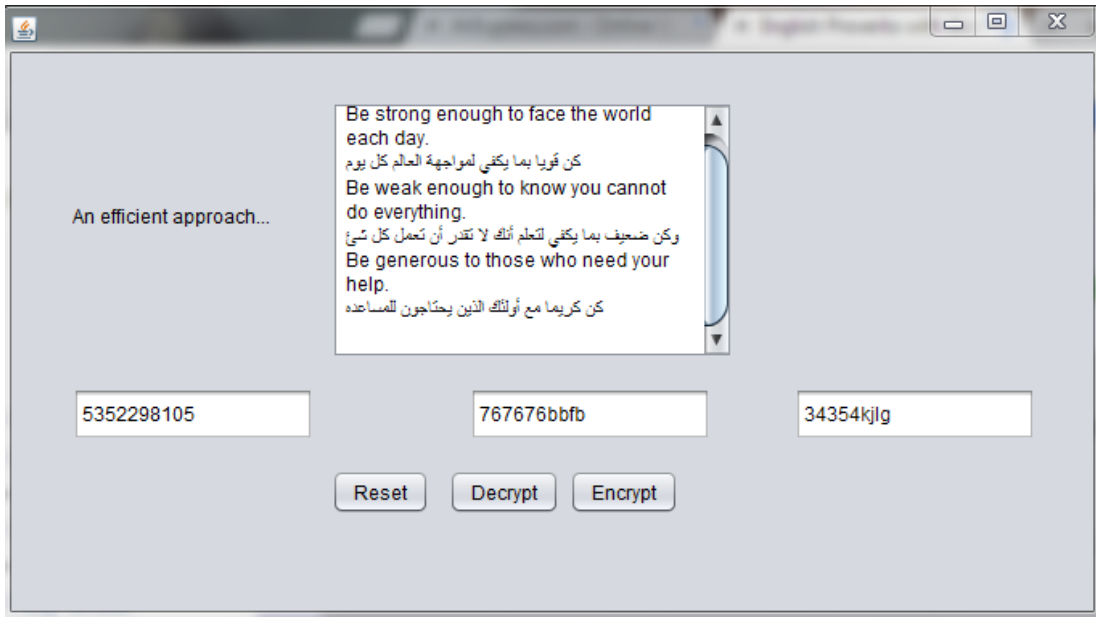 Be strong enough to face the world
each day.
كن قويا بما يكفي لمواجهة العالم كل يوم
Be weak enough to know you cannot
do everything.
وكن ضعيف بما يكفي لتعلم أنك لا تقدر أن تعمل كل شئ
Be generous to those who need your
help.
كن كريما مع أولئك الذين يحتاجون للمساعده
An efficient approach...
5352298105
767676bbfb
34354kjlg
Reset
Decrypt
Encrypt